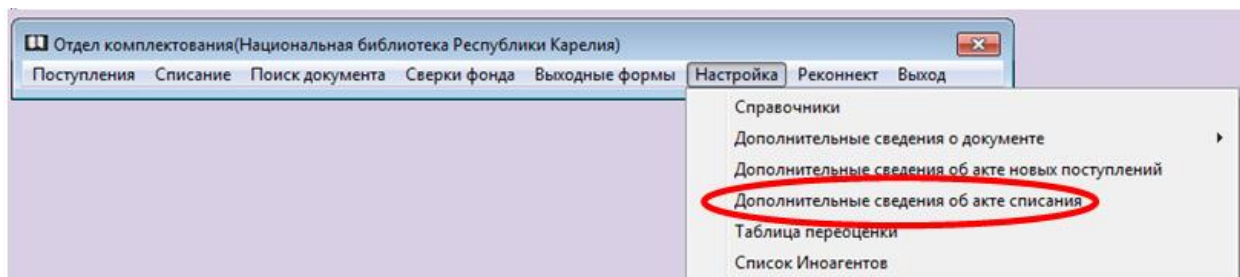 Отдел комплектования(Национальная библиотека Республики Карелия)
Поступления Списание Поиск документа Сверки фонда Выходные формы Настройка Реконнект Выход
Справочники
Дополнительные сведения о документе
Дополнительные сведения об акте новых поступлений
Дополнительные сведения об акте списания
Таблица переоценки
Список Иноагентов